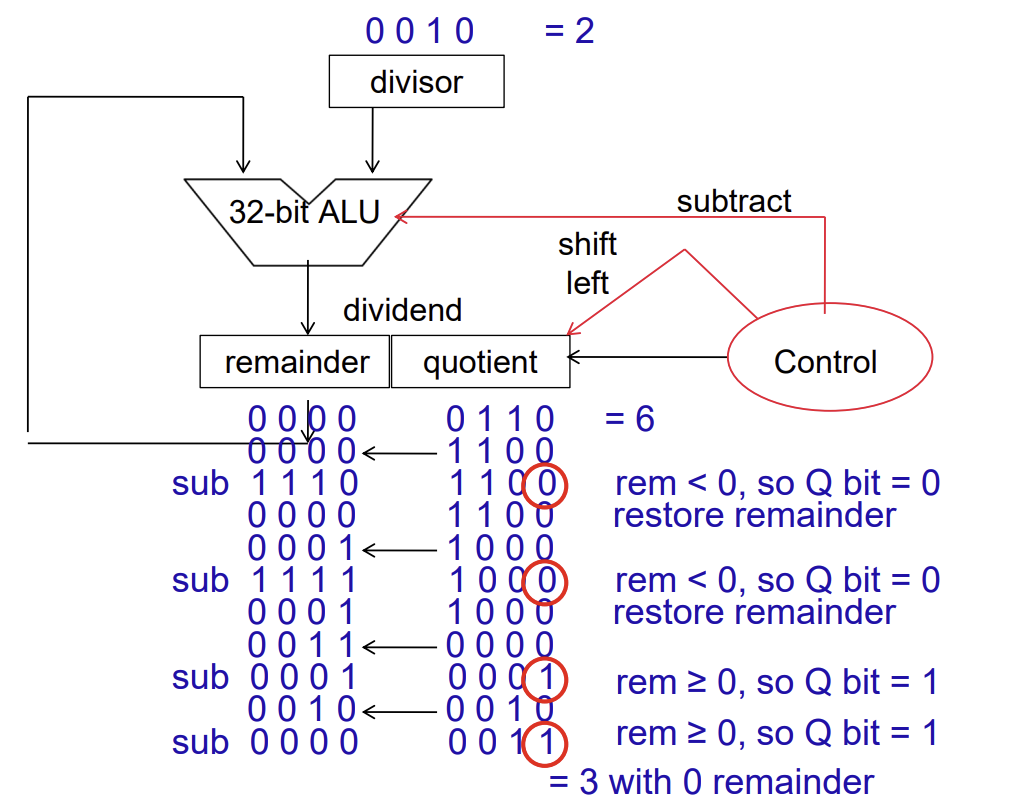 0 0 1 0 = 2
divisor
32-bit ALU
subtract
shift
left
dividend
remainder quotient
Control
0 0 0 0 0 1 1 0 = 6
0 0 0 0 1 1 0 0
sub 1 1 1 0 1 1 0 0 rem < 0, so Q bit = 0
0 0 0 0 1 1 0 0 restore remainder
0 0 0 1 1 0 0 0
sub 1 1 1 1 1 0 0 0 rem < 0, so Q bit = 0
0 0 0 1 1 0 0 0 restore remainder
0 0 1 1 0 0 0 0
sub 0 0 0 1 0 0 0 1 rem ≥ 0, so Q bit = 1
0 0 1 0 0 0 1 0
sub 0 0 0 0 0 0 1 1 rem ≥ 0, so Q bit = 1
= 3 with 0 remainder